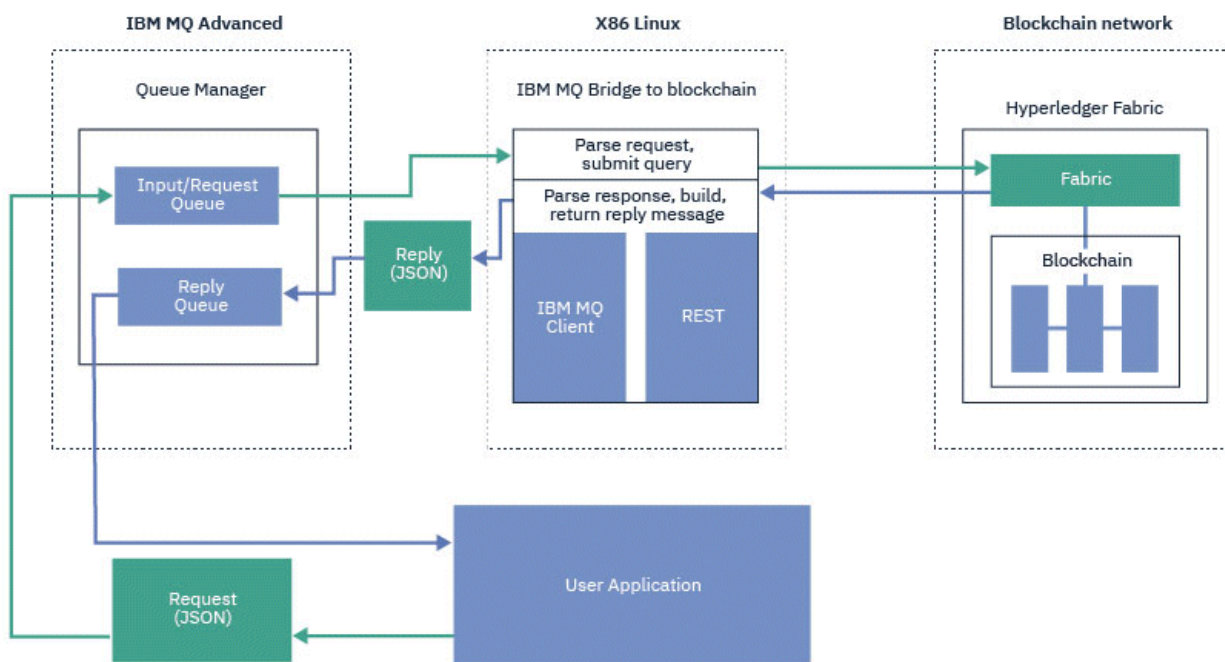 IBM MQ Advanced
X86 Linux
Blockchain network
Queue Manager
IBM MQ Bridge to blockchain
Hyperledger Fabric
Input/Request
Queue
Parse request,
submit query
Fabric
Parse response, build,
return reply message
Reply
(JSON)
Reply
Queue
IBM MQ
Client
REST
Blockchain
User Application
Request
(JSON)